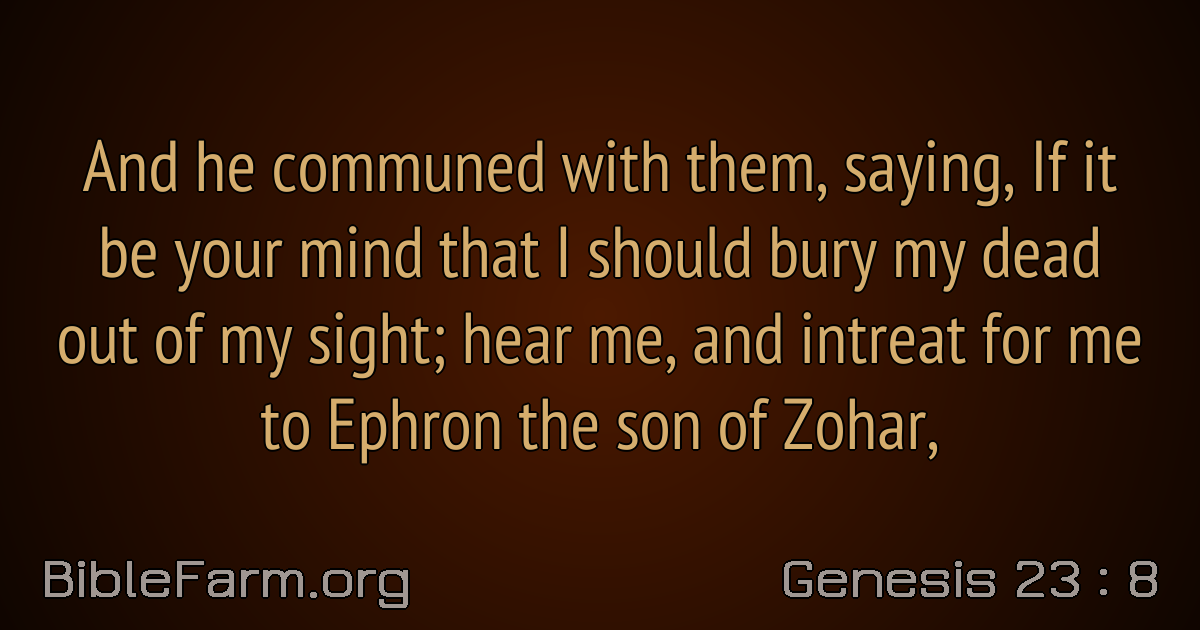 And he communed with them, saying, If it
be your mind that I should bury my dead
out of my sight; hear me, and intreat for me
to Ephron the son of Zohar,
BibleFarm.org
Genesis 23 : 8